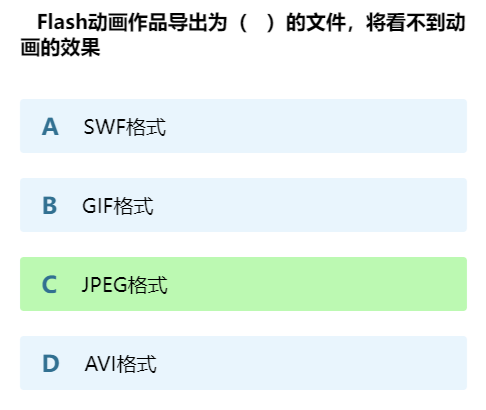 Flash动画作品导出为（　）的文件，将看不到动
画的效果
A SWF格式
B GIF格式
C JPEG格式
D AVI格式